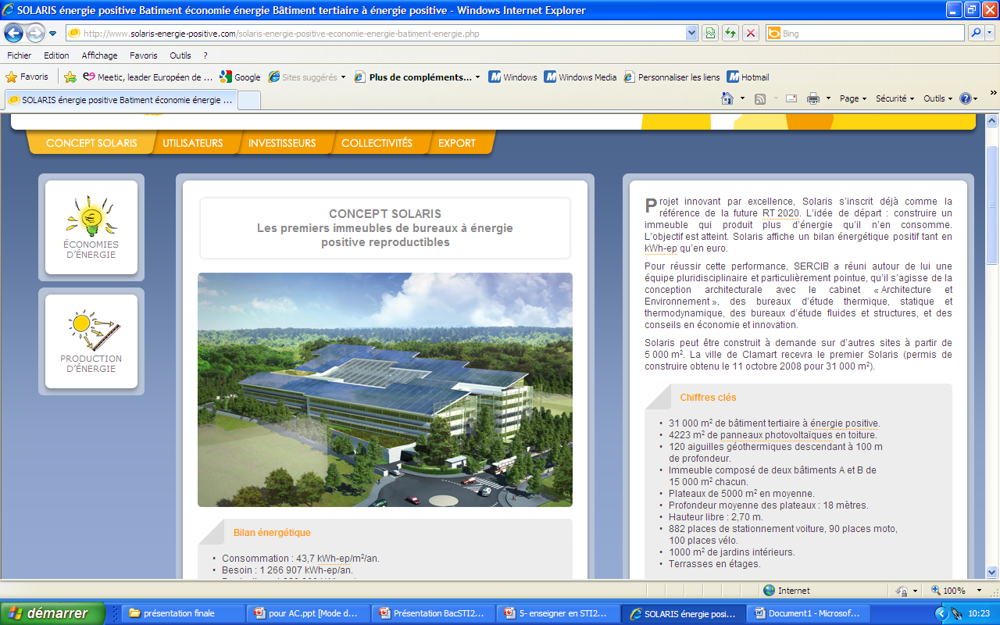 SOLARIS énergie positive Batiment économie énergie Bâtiment tertiaire à énergie positive - Windows Internet Explorer
http://www.solaris-energie-positive.com/solaris-energie-positive-economie-energie-batiment-energie.php
Bing
Fichier Edition Affichage Favoris Outils ?
Favoris Meetic, leader Européen de ... Google Sites suggérés Plus de compléments... Windows Windows Media Personnaliser les liens Hotmail
SOLARIS énergie positive Batiment économie énergie ...
Page Sécurité Outils
CONCEPT SOLARIS UTILISATEURS INVESTISSEURS COLLECTIVITÉS EXPORT
ÉCONOMIES
D'ÉNERGIE
PRODUCTION
D'ÉNERGIE
CONCEPT SOLARIS
Les premiers immeubles de bureaux à énergie
positive reproductibles
Bilan énergétique
• Consommation : 43,7 kWh-ep/m²/an.
• Besoin : 1 266 907 kWh-ep/an.
Projet innovant par excellence, Solaris s'inscrit déjà comme la
référence de la future RT 2020. L'idée de départ : construire un
immeuble qui produit plus d'énergie qu'il n'en consomme.
L'objectif est atteint. Solaris affiche un bilan énergétique positif tant en
kWh-ep qu'en euro.
Pour réussir cette performance, SERCIB a réuni autour de lui une
équipe pluridisciplinaire et particulièrement pointue, qu'il s'agisse de la
conception architecturale avec le cabinet « Architecture et
Environnement », des bureaux d'étude thermique, statique et
thermodynamique, des bureaux d'étude fluides et structures, et des
conseils en économie et innovation.
Solaris peut être construit à demande sur d'autres sites à partir de
5 000 m². La ville de Clamart recevra le premier Solaris (permis de
construire obtenu le 11 octobre 2008 pour 31 000 m²).
Chiffres clés
• 31 000 m² de bâtiment tertiaire à énergie positive.
• 4223 m² de panneaux photovoltaïques en toiture.
• 120 aiguilles géothermiques descendant à 100 m
de profondeur.
• Immeuble composé de deux bâtiments A et B de
15 000 m² chacun.
• Plateaux de 5000 m² en moyenne.
• Profondeur moyenne des plateaux : 18 mètres.
• Hauteur libre : 2,70 m.
• 882 places de stationnement voiture, 90 places moto,
100 places vélo.
• 1000 m² de jardins intérieurs.
• Terrasses en étages.
Internet 100%
démarrer présentation finale pour AC.ppt [Mode d... Présentation BacSTI2... 5- enseigner en STI2... SOLARIS énergie posi... Document1 - Microsof... 10:23